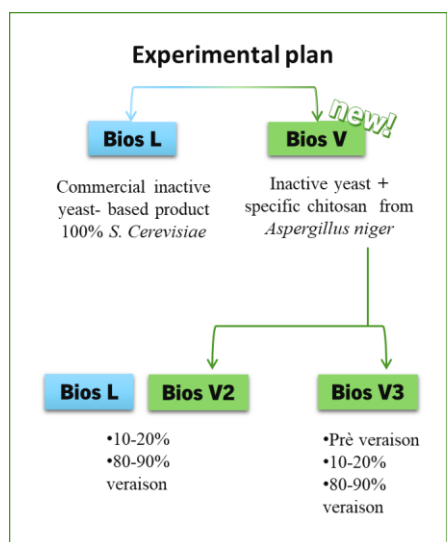 Experimental plan
new!
Bios L
Bios V
Commercial inactive
yeast- based product
100% S. Cerevisiae
Inactive yeast +
specific chitosan from
Aspergillus niger
Bios L
Bios V2
Bios V3
•10-20%
•80-90%
veraison
•Prè veraison
•10-20%
•80-90%
veraison